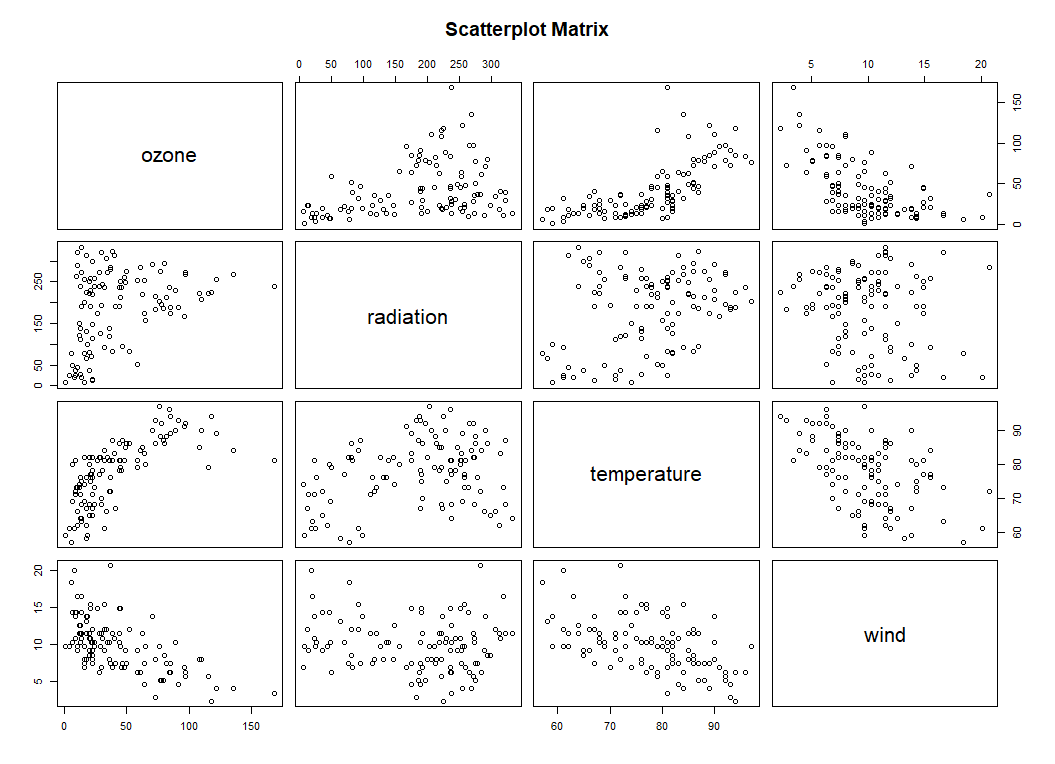 Scatterplot Matrix
0 50 100 150 200 250 300
5 10 15 20
ozone
0 50 100 150
0 50 150 250
radiation
temperature
60 70 80 90
5 10 15 20
wind
0 50 100 150
60 70 80 90